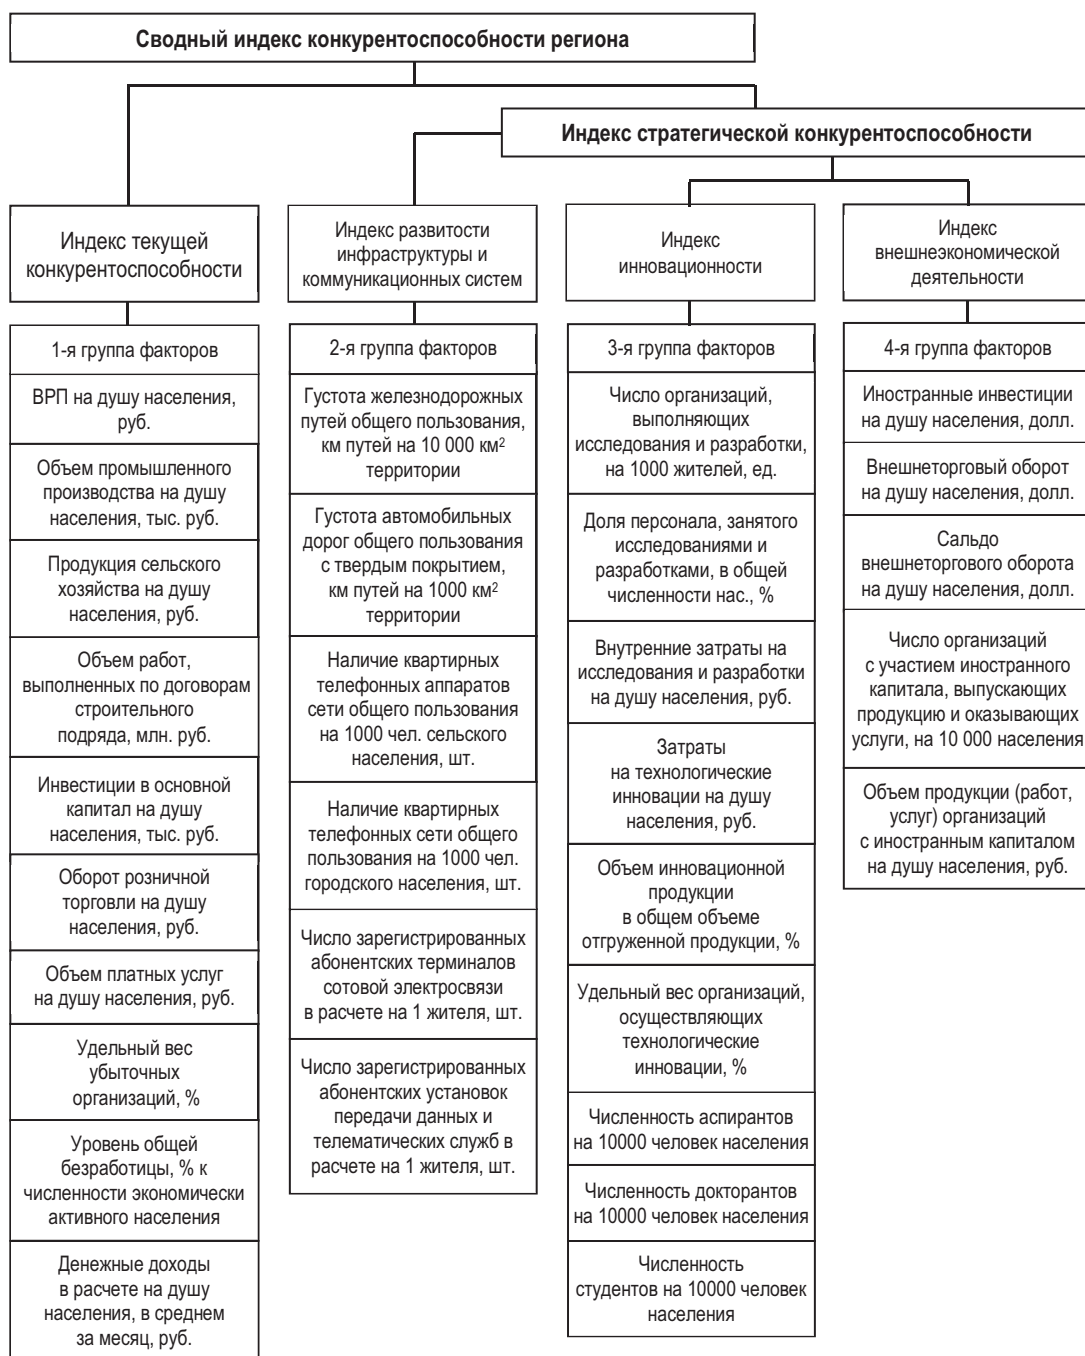 Сводный индекс конкурентоспособности региона
Индекс стратегической конкурентоспособности
Индекс текущей
конкурентоспособности
Индекс развитости
инфраструктуры и
коммуникационных систем
Индекс
инновационности
Индекс
внешнеэкономической
деятельности
1-я группа факторов
ВРП на душу населения,
руб.
Объем промышленного
производства на душу
населения, тыс. руб.
Продукция сельского
хозяйства на душу
населения, руб.
Объем работ,
выполненных по договорам
строительного
подряда, млн. руб.
Инвестиции в основной
капитал на душу
населения, тыс. руб.
Оборот розничной
торговли на душу
населения, руб.
Объем платных услуг
на душу населения, руб.
Удельный вес
убыточных
организаций, %
Уровень общей
безработицы, % к
численности экономически
активного населения
Денежные доходы
в расчете на душу
населения, в среднем
за месяц, руб.
2-я группа факторов
Густота железнодорожных
путей общего пользования,
км путей на 10 000 км²
территории
Густота автомобильных
дорог общего пользования
с твердым покрытием,
км путей на 1000 км²
территории
Наличие квартирных
телефонных аппаратов
сети общего пользования
на 1000 чел. сельского
населения, шт.
Наличие квартирных
телефонных сети общего
пользования на 1000 чел.
городского населения, шт.
Число зарегистрированных
абонентских терминалов
сотовой электросвязи
в расчете на 1 жителя, шт.
Число зарегистрированных
абонентских установок
передачи данных и
телематических служб в
расчете на 1 жителя, шт.
3-я группа факторов
Число организаций,
выполняющих
исследования и разработки,
на 1000 жителей, ед.
Доля персонала, занятого
исследованиями и
разработками, в общей
численности нас., %
Внутренние затраты на
исследования и разработки
на душу населения, руб.
Затраты
на технологические
инновации на душу
населения, руб.
Объем инновационной
продукции
в общем объеме
отгруженной продукции, %
Удельный вес организаций,
осуществляющих
технологические
инновации, %
Численность аспирантов
на 10000 человек населения
Численность докторантов
на 10000 человек населения
Численность
студентов на 10000 человек
населения
4-я группа факторов
Иностранные инвестиции
на душу населения, долл.
Внешнеторговый оборот
на душу населения, долл.
Сальдо
внешнеторгового оборота
на душу населения, долл.
Число организаций
с участием иностранного
капитала, выпускающих
продукцию и оказывающих
услуги, на 10 000 населения
Объем продукции (работ,
услуг) организаций
с иностранным капиталом
на душу населения, руб.